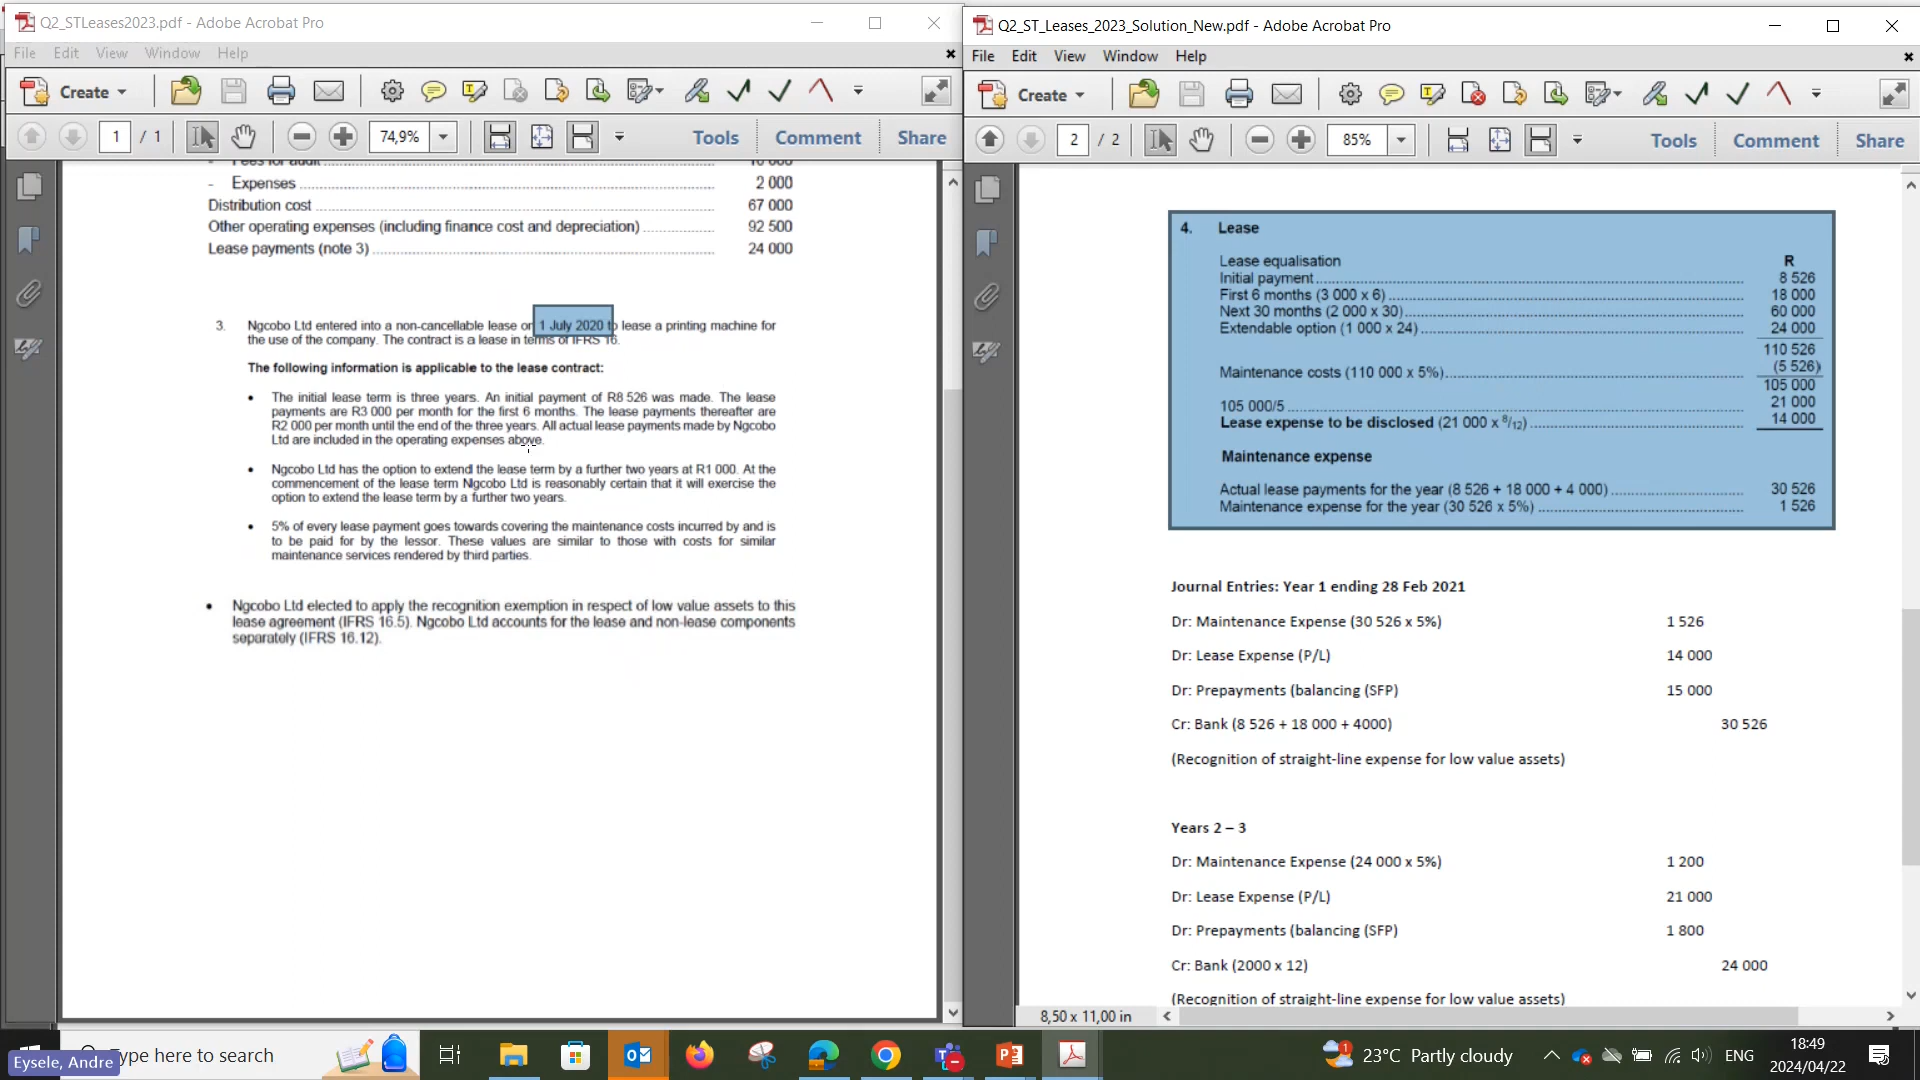 Q2_STLeases2023.pdf - Adobe Acrobat Pro
File Edit View Window Help
Create
1 / 1
74,9%
Tools Comment Share
- Fees for audit 10 000
- Expenses 2 000
Distribution cost 67 000
Other operating expenses (including finance cost and depreciation) 92 500
Lease payments (note 3) 24 000
3. Ngcobo Ltd entered into a non-cancellable lease on 1 July 2020 to lease a printing machine for
the use of the company. The contract is a lease in terms of IFRS 16.
The following information is applicable to the lease contract:
• The initial lease term is three years. An initial payment of R8 526 was made. The lease
payments are R3 000 per month for the first 6 months. The lease payments thereafter are
R2 000 per month until the end of the three years. All actual lease payments made by Ngcobo
Ltd are included in the operating expenses above.
• Ngcobo Ltd has the option to extend the lease term by a further two years at R1 000. At the
commencement of the lease term Ngcobo Ltd is reasonably certain that it will exercise the
option to extend the lease term by a further two years.
• 5% of every lease payment goes towards covering the maintenance costs incurred by and is
to be paid for by the lessor. These values are similar to those with costs for similar
maintenance services rendered by third parties.
• Ngcobo Ltd elected to apply the recognition exemption in respect of low value assets to this
lease agreement (IFRS 16.5). Ngcobo Ltd accounts for the lease and non-lease components
separately (IFRS 16.12).
Q2_ST_Leases_2023_Solution_New.pdf - Adobe Acrobat Pro
File Edit View Window Help
Create
2 / 2
85%
Tools Comment Share
4. Lease
Lease equalisation R
Initial payment 8 526
First 6 months (3 000 x 6) 18 000
Next 30 months (2 000 x 30) 60 000
Extendable option (1 000 x 24) 24 000
110 526
Maintenance costs (110 000 x 5%) (5 526)
105 000
105 000/5 21 000
Lease expense to be disclosed (21 000 x 8/12) 14 000
Maintenance expense
Actual lease payments for the year (8 526 + 18 000 + 4 000) 30 526
Maintenance expense for the year (30 526 x 5%) 1 526
Journal Entries: Year 1 ending 28 Feb 2021
Dr: Maintenance Expense (30 526 x 5%) 1 526
Dr: Lease Expense (P/L) 14 000
Dr: Prepayments (balancing (SFP) 15 000
Cr: Bank (8 526 + 18 000 + 4000) 30 526
(Recognition of straight-line expense for low value assets)
Years 2 – 3
Dr: Maintenance Expense (24 000 x 5%) 1 200
Dr: Lease Expense (P/L) 21 000
Dr: Prepayments (balancing (SFP) 1 800
Cr: Bank (2000 x 12) 24 000
(Recognition of straight-line expense for low value assets)
8,50 x 11,00 in
Eysele, Andre
Type here to search
23°C Partly cloudy
ENG
18:49
2024/04/22